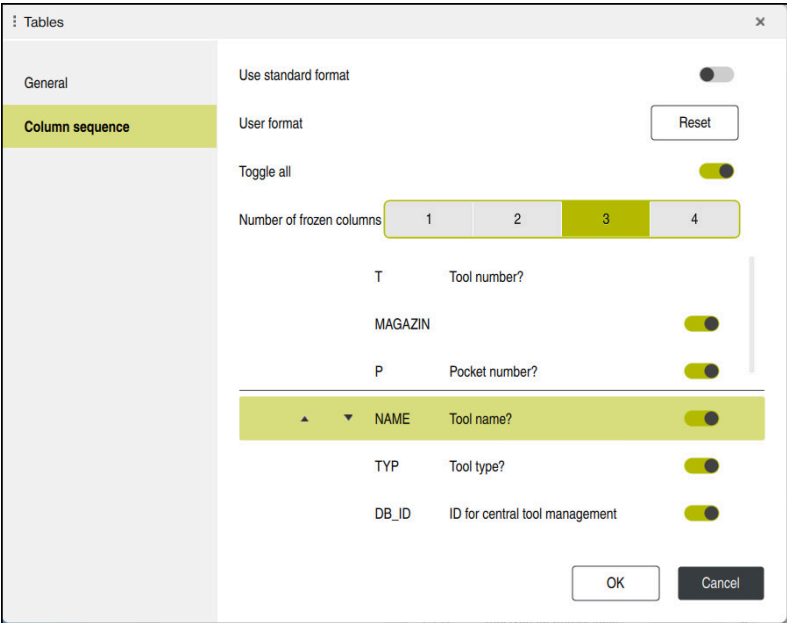 Tables
General
Column sequence
Use standard format
User format
Reset
Toggle all
Number of frozen columns
1
2
3
4
T Tool number?
MAGAZIN
P Pocket number?
NAME Tool name?
TYP Tool type?
DB_ID ID for central tool management
OK
Cancel